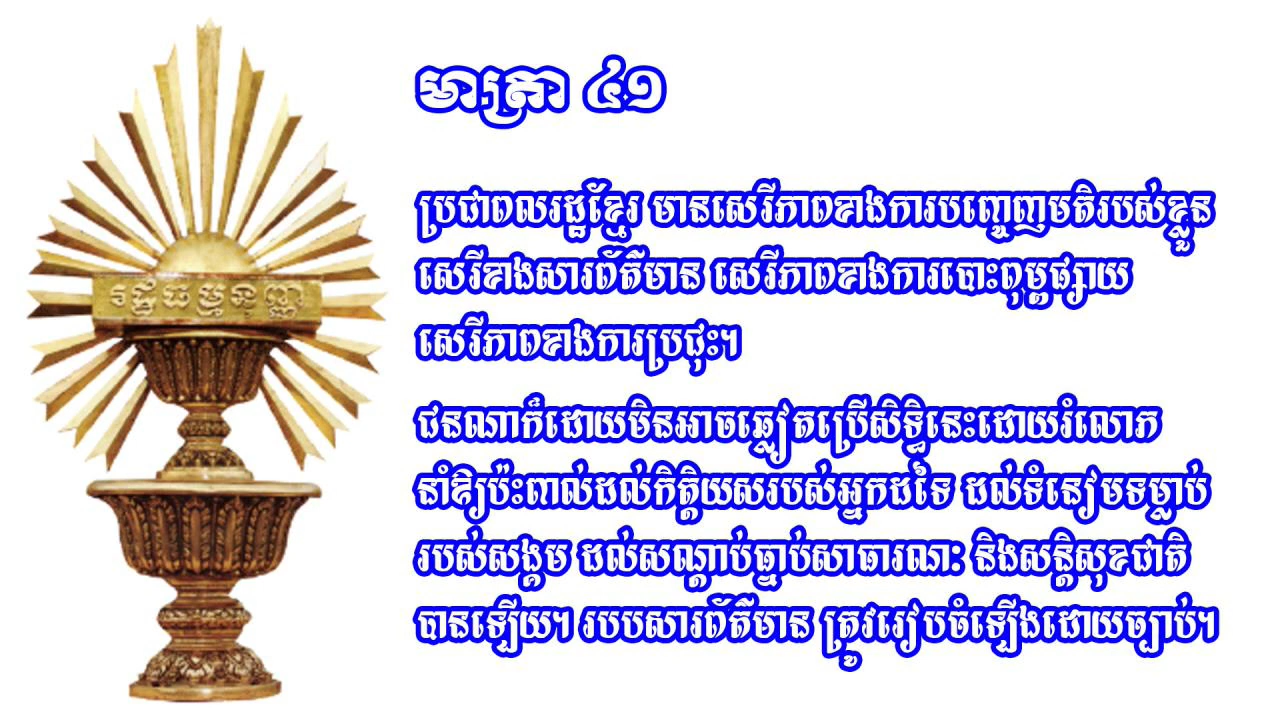 មាត្រា ៤១
ប្រជាពលរដ្ឋខ្មែរ មានសេរីភាពខាងការបញ្ចេញមតិរបស់ខ្លួន
សេរីខាងសារព័ត៌មាន សេរីភាពខាងការបោះពុម្ពផ្សាយ
សេរីភាពខាងការប្រជុះ។
ជនណាក៏ដោយមិនអាចឆ្លៀតប្រើសិទ្ធិនេះដោយរំលោភ
នាំឱ្យប៉ះពាល់ដល់កិត្តិយសរបស់អ្នកដទៃ ដល់ទំនៀមទម្លាប់
របស់សង្គម ដល់សណ្តាប់ធ្នាប់សាធារណៈ និងសន្តិសុខជាតិ
បានឡើយ។ របបសារព័ត៌មាន ត្រូវរៀបចំឡើងដោយច្បាប់។
រដ្ឋធម្មនុញ្ញ